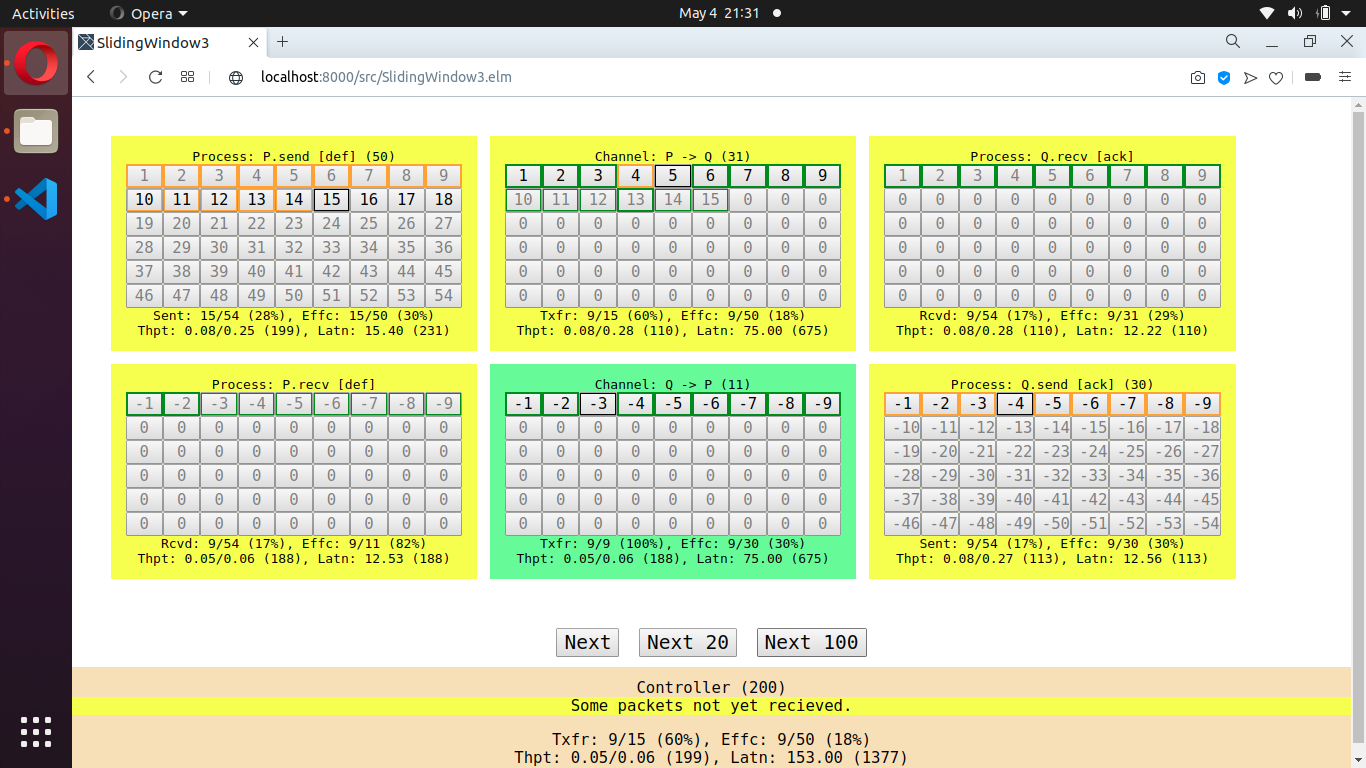 Activities Opera May 4 21:31
SlidingWindow3
localhost:8000/src/SlidingWindow3.elm
Process: P.send [def] (50)
1 2 3 4 5 6 7 8 9
10 11 12 13 14 15 16 17 18
19 20 21 22 23 24 25 26 27
28 29 30 31 32 33 34 35 36
37 38 39 40 41 42 43 44 45
46 47 48 49 50 51 52 53 54
Sent: 15/54 (28%), Effc: 15/50 (30%)
Thpt: 0.08/0.25 (199), Latn: 15.40 (231)
Channel: P -> Q (31)
1 2 3 4 5 6 7 8 9
10 11 12 13 14 15 0 0 0
0 0 0 0 0 0 0 0 0
0 0 0 0 0 0 0 0 0
0 0 0 0 0 0 0 0 0
0 0 0 0 0 0 0 0 0
Txfr: 9/15 (60%), Effc: 9/50 (18%)
Thpt: 0.08/0.28 (110), Latn: 75.00 (675)
Process: Q.recv [ack]
1 2 3 4 5 6 7 8 9
0 0 0 0 0 0 0 0 0
0 0 0 0 0 0 0 0 0
0 0 0 0 0 0 0 0 0
0 0 0 0 0 0 0 0 0
0 0 0 0 0 0 0 0 0
Rcvd: 9/54 (17%), Effc: 9/31 (29%)
Thpt: 0.08/0.28 (110), Latn: 12.22 (110)
Process: P.recv [def]
-1 -2 -3 -4 -5 -6 -7 -8 -9
0 0 0 0 0 0 0 0 0
0 0 0 0 0 0 0 0 0
0 0 0 0 0 0 0 0 0
0 0 0 0 0 0 0 0 0
0 0 0 0 0 0 0 0 0
Rcvd: 9/54 (17%), Effc: 9/11 (82%)
Thpt: 0.05/0.06 (188), Latn: 12.53 (188)
Channel: Q -> P (11)
-1 -2 -3 -4 -5 -6 -7 -8 -9
0 0 0 0 0 0 0 0 0
0 0 0 0 0 0 0 0 0
0 0 0 0 0 0 0 0 0
0 0 0 0 0 0 0 0 0
0 0 0 0 0 0 0 0 0
Txfr: 9/9 (100%), Effc: 9/30 (30%)
Thpt: 0.05/0.06 (188), Latn: 75.00 (675)
Process: Q.send [ack] (30)
-1 -2 -3 -4 -5 -6 -7 -8 -9
-10 -11 -12 -13 -14 -15 -16 -17 -18
-19 -20 -21 -22 -23 -24 -25 -26 -27
-28 -29 -30 -31 -32 -33 -34 -35 -36
-37 -38 -39 -40 -41 -42 -43 -44 -45
-46 -47 -48 -49 -50 -51 -52 -53 -54
Sent: 9/54 (17%), Effc: 9/30 (30%)
Thpt: 0.08/0.27 (113), Latn: 12.56 (113)
Next Next 20 Next 100
Controller (200)
Some packets not yet recieved.
Txfr: 9/15 (60%), Effc: 9/50 (18%)
Thpt: 0.05/0.06 (199), Latn: 153.00 (1377)